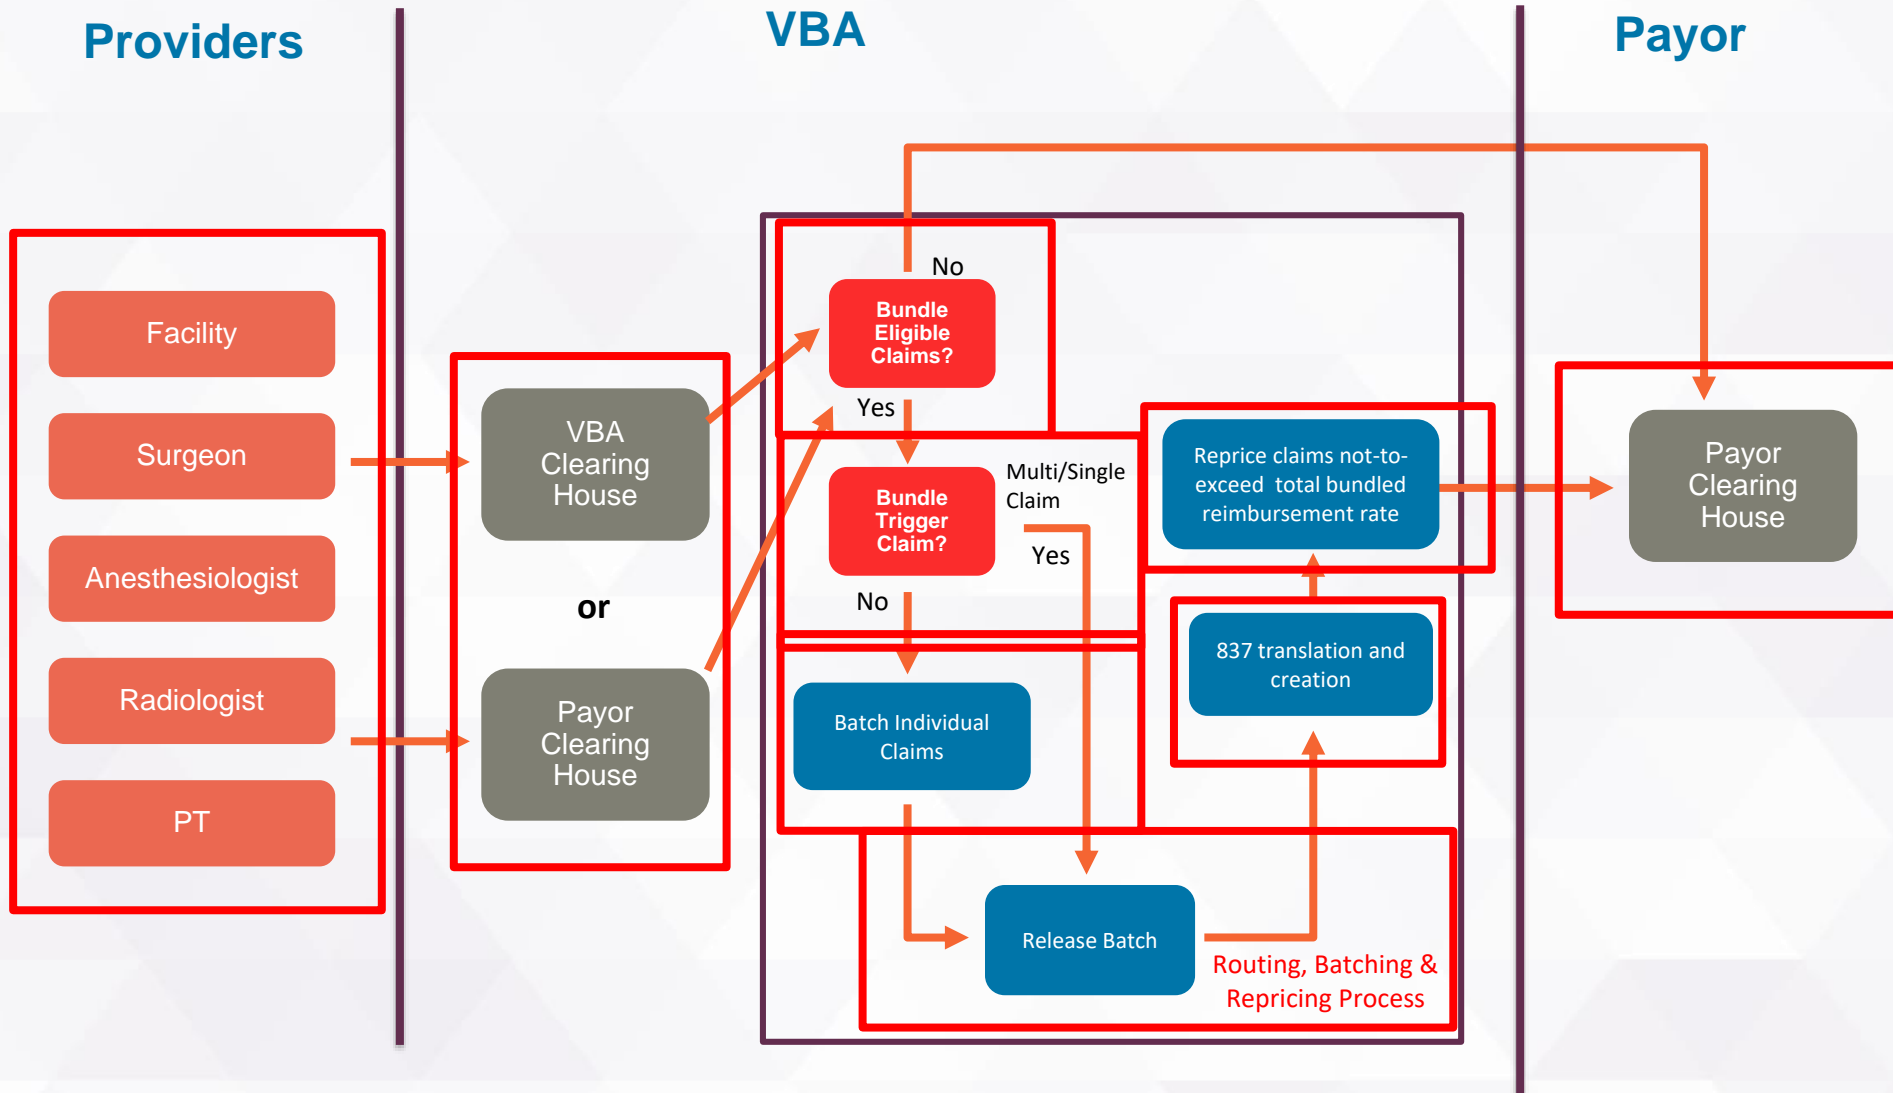 Providers
VBA
Payor
Facility
Surgeon
Anesthesiologist
Radiologist
PT
VBA
Clearing
House
or
Payor
Clearing
House
No
Bundle
Eligible
Claims?
Yes
Bundle
Trigger
Claim?
Multi/Single
Claim
Yes
No
Batch Individual
Claims
Release Batch
Routing, Batching &
Repricing Process
837 translation and
creation
Reprice claims not-to-
exceed total bundled
reimbursement rate
Payor
Clearing
House